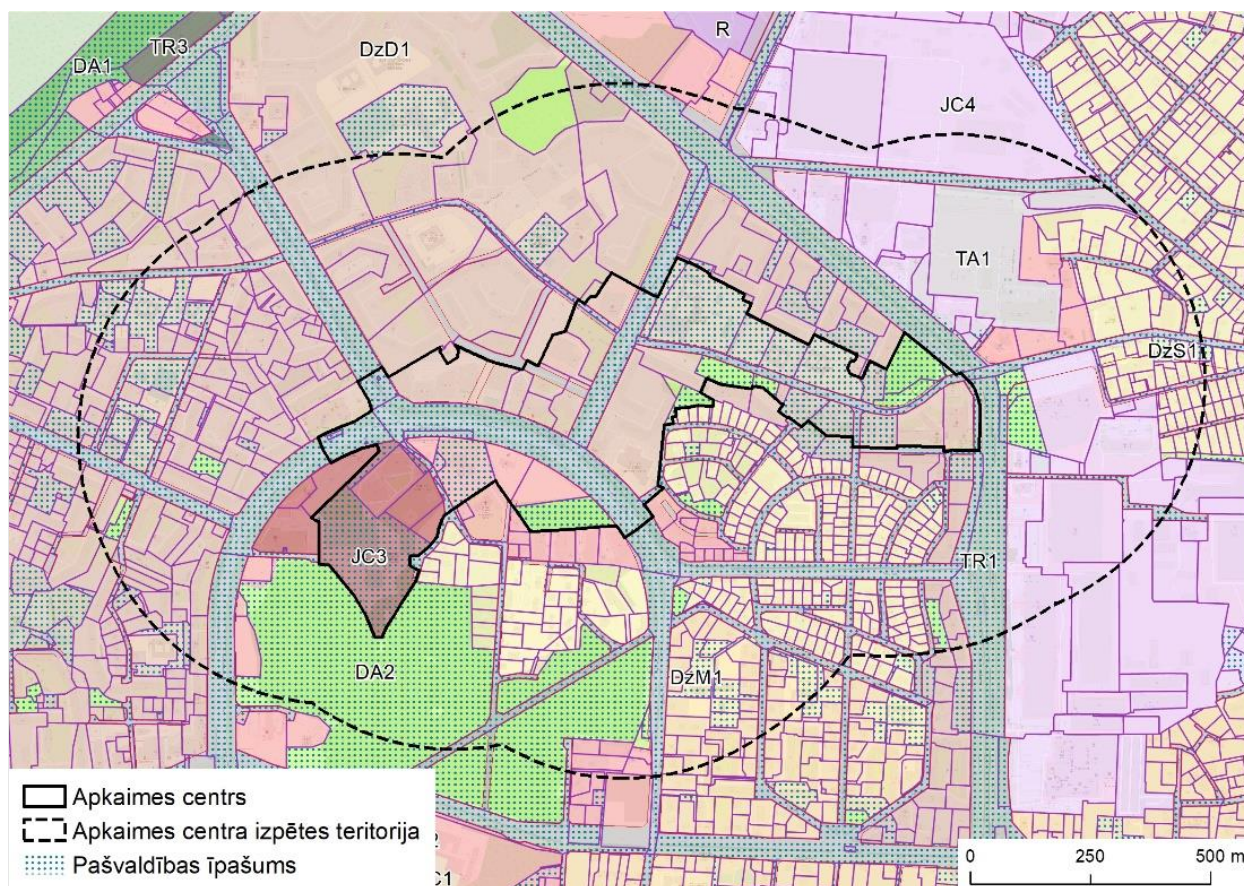 TR3
DzD1
R
DA1
JC4
TA1
DzS1
JC3
TR1
DA2
DzM1
Apkaimes centrs
Apkaimes centra izpētes teritorija
Pašvaldības īpašums
C1
0 250 500 m